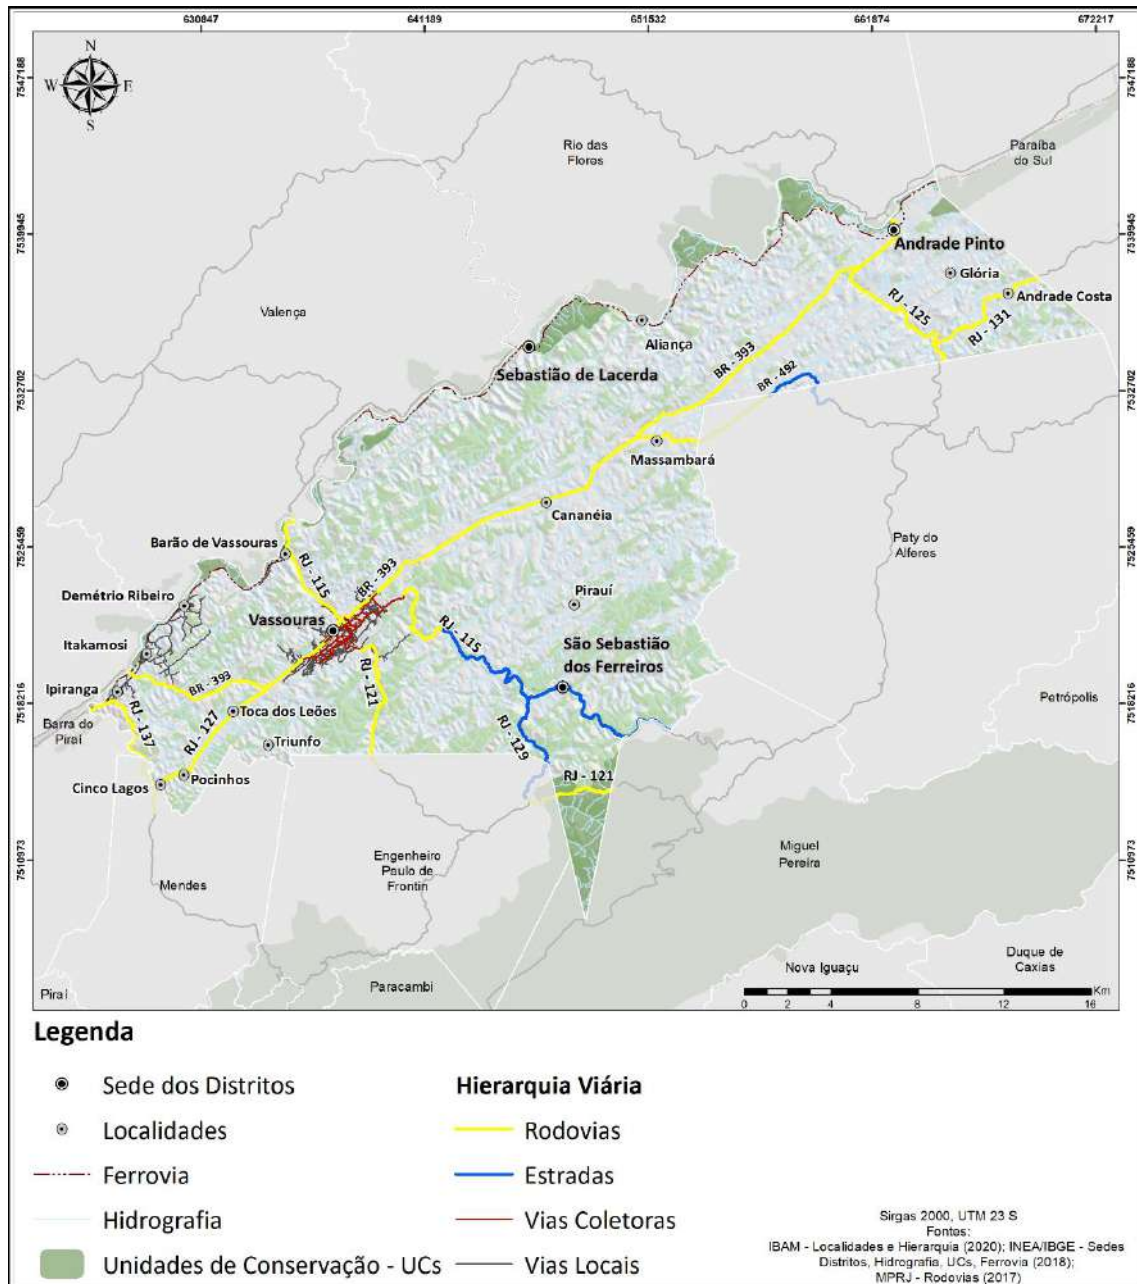 630847
641189
651532
661874
672217
7547188
7547188
N
W
E
S
Rio das
Flores
Paraíba
do Sul
7539945
7539945
Andrade Pinto
Glória
Andrade Costa
RJ - 125
RJ - 131
Valença
Aliança
Sebastião de Lacerda
BR - 393
BR - 492
7532702
7532702
Massambará
Cananéia
Paty do
Alferes
7525459
7525459
Barão de Vassouras
RJ - 115
BR - 393
Demétrio Ribeiro
Pirauí
Vassouras
RJ - 115
São Sebastião
dos Ferreiros
Itakamosi
Ipiranga
BR - 393
RJ - 121
Petrópolis
7518216
7518216
Barra do
Piraí
RJ - 137
RJ - 127
Toca dos Leões
Triunfo
RJ - 129
Cinco Lagos
Pocinhos
RJ - 121
7510973
7510973
Engenheiro
Paulo de
Frontin
Miguel
Pereira
Mendes
Nova Iguaçu
Duque de
Caxias
Piraí
Paracambi
Km
0 2 4 8 12 16
Legenda
Sede dos Distritos
Localidades
Ferrovia
Hidrografia
Unidades de Conservação - UCs
Hierarquia Viária
Rodovias
Estradas
Vias Coletoras
Vias Locais
Sirgas 2000, UTM 23 S
Fontes:
IBAM - Localidades e Hierarquia (2020); INEA/IBGE - Sedes
Distritos, Hidrografia, UCs, Ferrovia (2018);
MPRJ - Rodovias (2017)